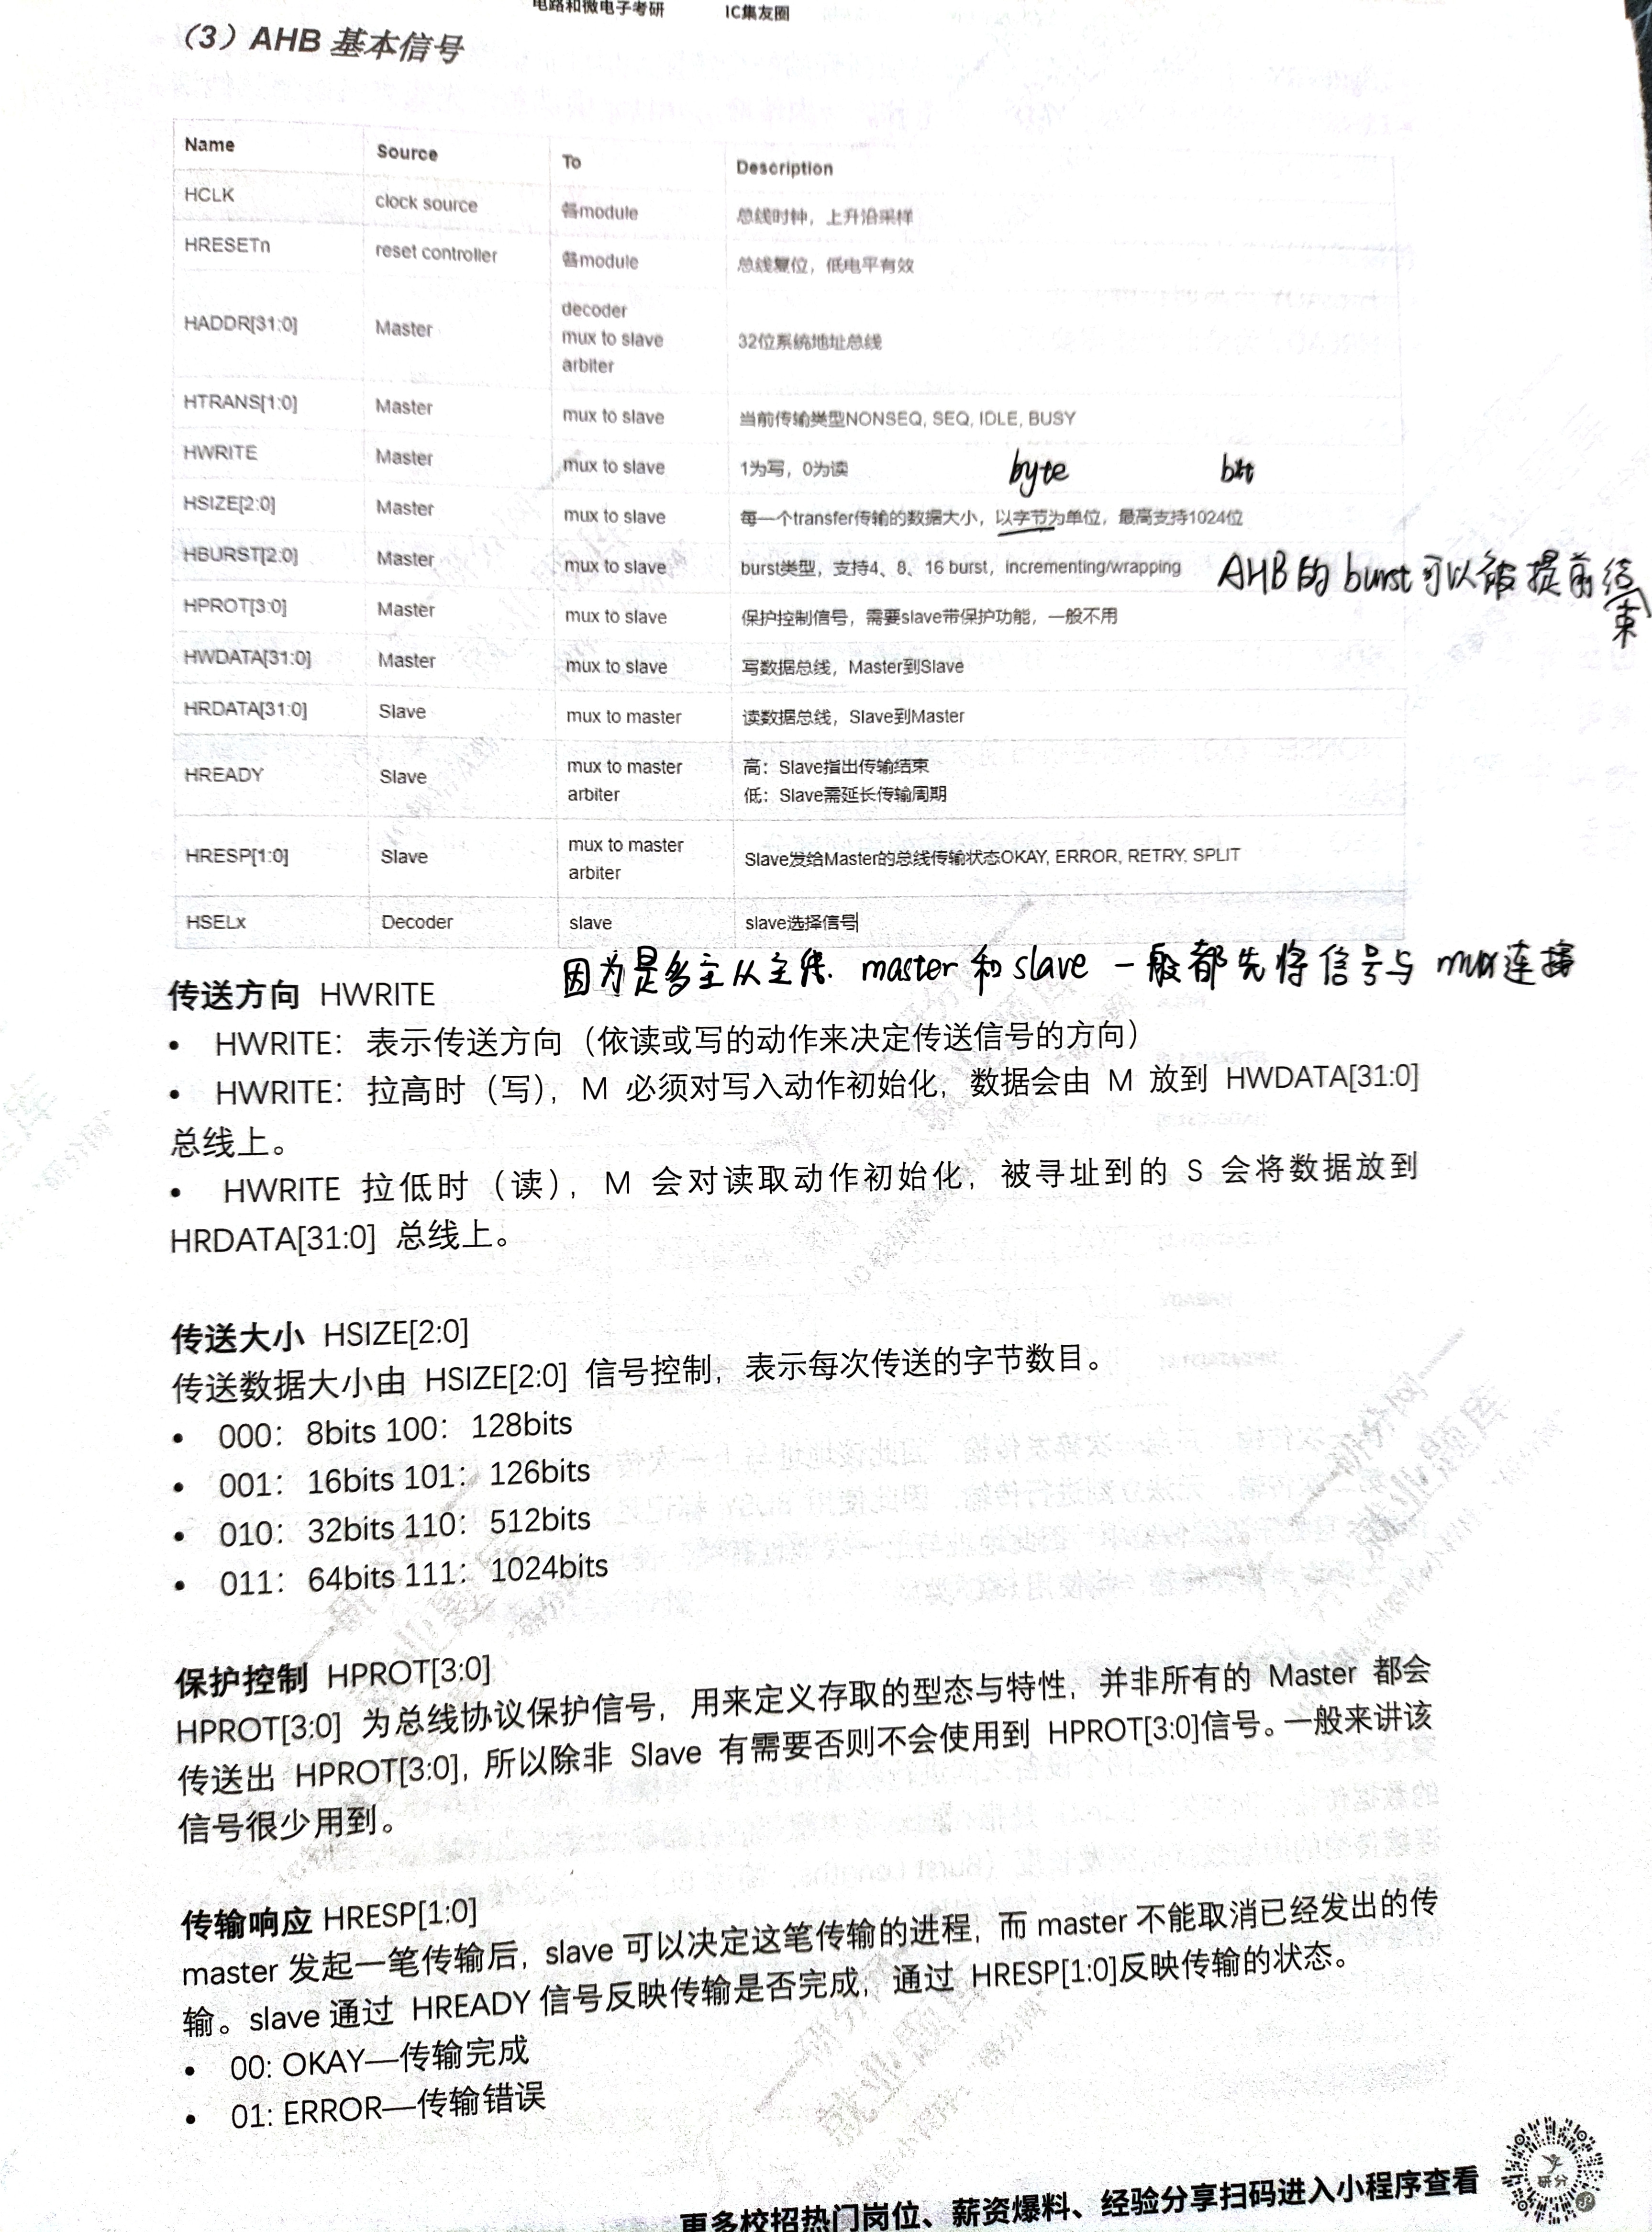 电路和微电子考研 IC集友圈
（3）AHB 基本信号
Name Source To Description
HCLK clock source 各module 总线时钟，上升沿采样
HRESETn reset controller 各module 总线复位，低电平有效
HADDR[31:0] Master decoder mux to slave arbiter 32位系统地址总线
HTRANS[1:0] Master mux to slave 当前传输类型NONSEQ, SEQ, IDLE, BUSY
HWRITE Master mux to slave 1为写，0为读
byte bit
HSIZE[2:0] Master mux to slave 每一个transfer传输的数据大小，以字节为单位，最高支持1024位
HBURST[2:0] Master mux to slave burst类型，支持4、8、16 burst，incrementing/wrapping
AHB的burst可以被提前结束
HPROT[3:0] Master mux to slave 保护控制信号，需要slave带保护功能，一般不用
HWDATA[31:0] Master mux to slave 写数据总线，Master到Slave
HRDATA[31:0] Slave mux to master 读数据总线，Slave到Master
HREADY Slave mux to master arbiter 高：Slave指出传输结束 低：Slave需延长传输周期
HRESP[1:0] Slave mux to master arbiter Slave发给Master的总线传输状态OKAY, ERROR, RETRY. SPLIT
HSELx Decoder slave slave选择信号
因为是多主从 master和slave 一般都先将信号与mux连接
传送方向 HWRITE
• HWRITE：表示传送方向（依读或写的动作来决定传送信号的方向）
• HWRITE：拉高时（写），M 必须对写入动作初始化，数据会由 M 放到 HWDATA[31:0]
总线上。
• HWRITE 拉低时（读），M 会对读取动作初始化，被寻址到的 S 会将数据放到
HRDATA[31:0] 总线上。
传送大小 HSIZE[2:0]
传送数据大小由 HSIZE[2:0] 信号控制，表示每次传送的字节数目。
• 000：8bits 100：128bits
• 001：16bits 101：126bits
• 010：32bits 110：512bits
• 011：64bits 111：1024bits
保护控制 HPROT[3:0]
HPROT[3:0] 为总线协议保护信号，用来定义存取的型态与特性，并非所有的 Master 都会
传送出 HPROT[3:0]，所以除非 Slave 有需要否则不会使用到 HPROT[3:0]信号。一般来讲该
信号很少用到。
传输响应 HRESP[1:0]
master 发起一笔传输后，slave 可以决定这笔传输的进程，而 master 不能取消已经发出的传
输。slave 通过 HREADY 信号反映传输是否完成，通过 HRESP[1:0]反映传输的状态。
• 00: OKAY—传输完成
• 01: ERROR—传输错误
更多校招热门岗位、薪资爆料、经验分享扫码进入小程序查看
研分